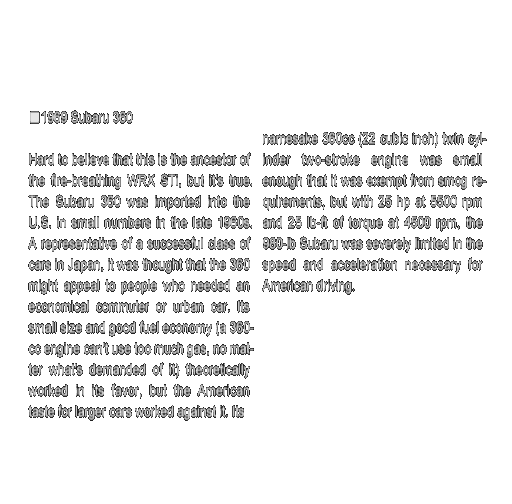 1969 Subaru 360
Hard to believe that this is the ancestor of
the fire-breathing WRX STI, but it's true.
The Subaru 360 was imported into the
U.S. in small numbers in the late 1960s.
A representative of a successful class of
cars in Japan, it was thought that the 360
might appeal to people who needed an
economical commuter or urban car. Its
small size and good fuel economy (a 360-
cc engine can't use too much gas, no mat-
ter what's demanded of it) theoretically
worked in its favor, but the American
taste for larger cars worked against it. Its
namesake 360cc (22 cubic inch) twin cyl-
inder two-stroke engine was small
enough that it was exempt from smog re-
quirements, but with 25 hp at 5500 rpm
and 25 lb-ft of torque at 4500 rpm, the
960-lb Subaru was severely limited in the
speed and acceleration necessary for
American driving.